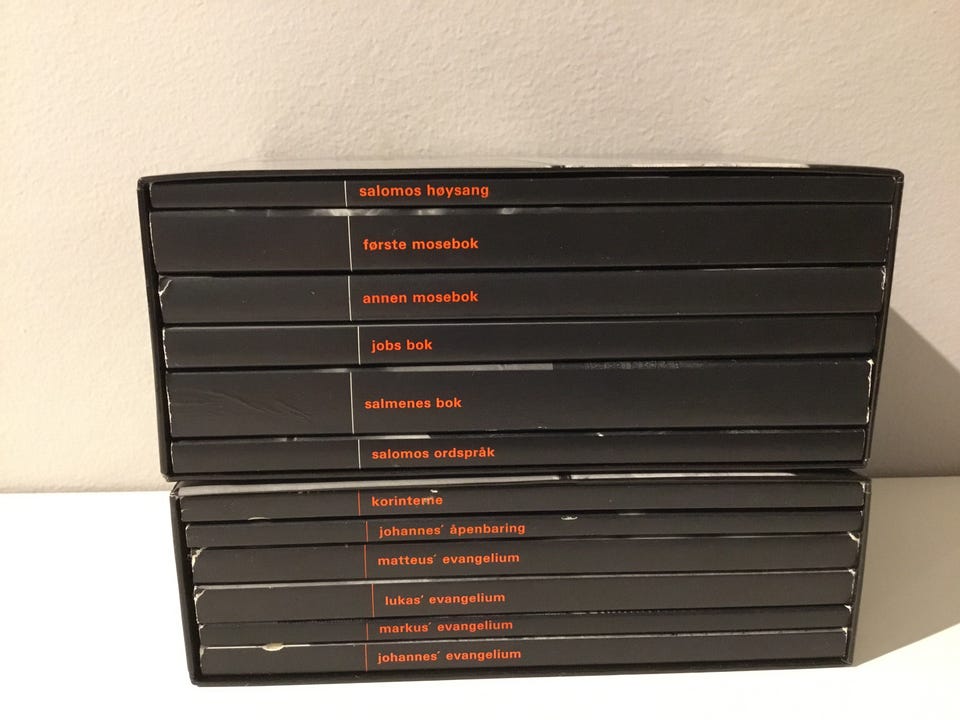 salomos høysang
første mosebok
annen mosebok
jobs bok
salmenes bok
salomos ordspråk
korinterne
johannes' åpenbaring
matteus' evangelium
lukas' evangelium
markus' evangelium
johannes' evangelium